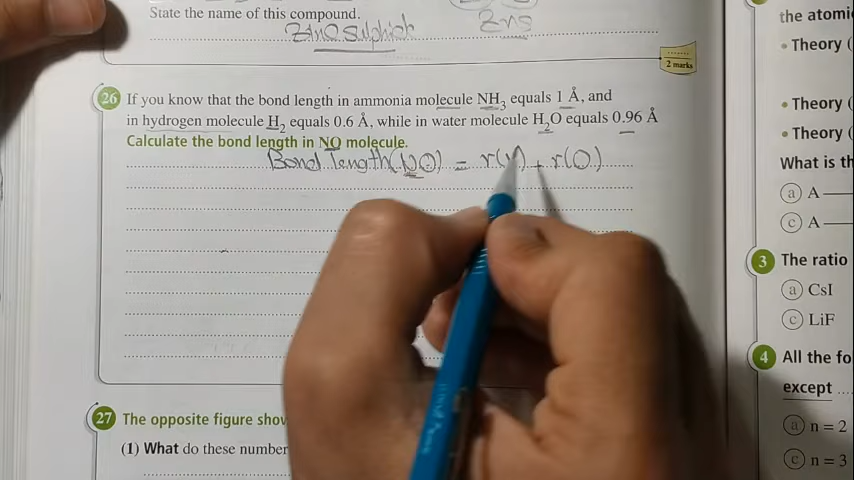 State the name of this compound.
Zinc Sulphide
ZnS
2 marks
26 If you know that the bond length in ammonia molecule NH3 equals 1 Å, and
in hydrogen molecule H2 equals 0.6 Å, while in water molecule H2O equals 0.96 Å
Calculate the bond length in NO molecule.
Bond length(NO) = r(N) + r(O)
27 The opposite figure
(1) What do these number
the atomi
• Theory (
• Theory (
• Theory (
What is th
a A
c A
3 The ratio
a CsI
c LiF
4 All the fo
except ....
a n = 2
c n = 3